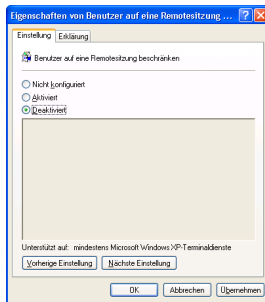 Eigenschaften von Benutzer auf eine Remotesitzung ...
Einstellung Erklärung
Benutzer auf eine Remotesitzung beschränken
Nicht konfiguriert
Aktiviert
Deaktiviert
Unterstützt auf: mindestens Microsoft Windows XP-Terminaldienste
Vorherige Einstellung Nächste Einstellung
OK Abbrechen Übernehmen